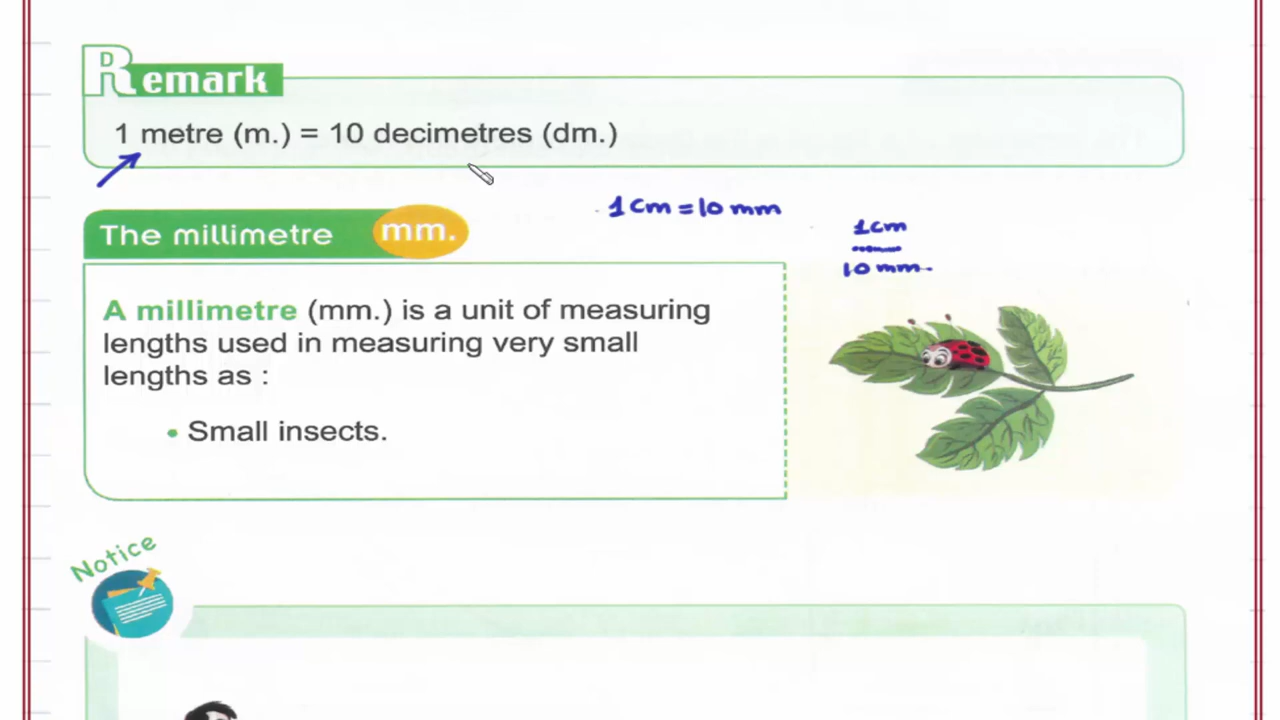 Remark
1 metre (m.) = 10 decimetres (dm.)
1 cm = 10 mm
1 cm
10 mm
The millimetre mm.
A millimetre (mm.) is a unit of measuring
lengths used in measuring very small
lengths as :
• Small insects.
Notice